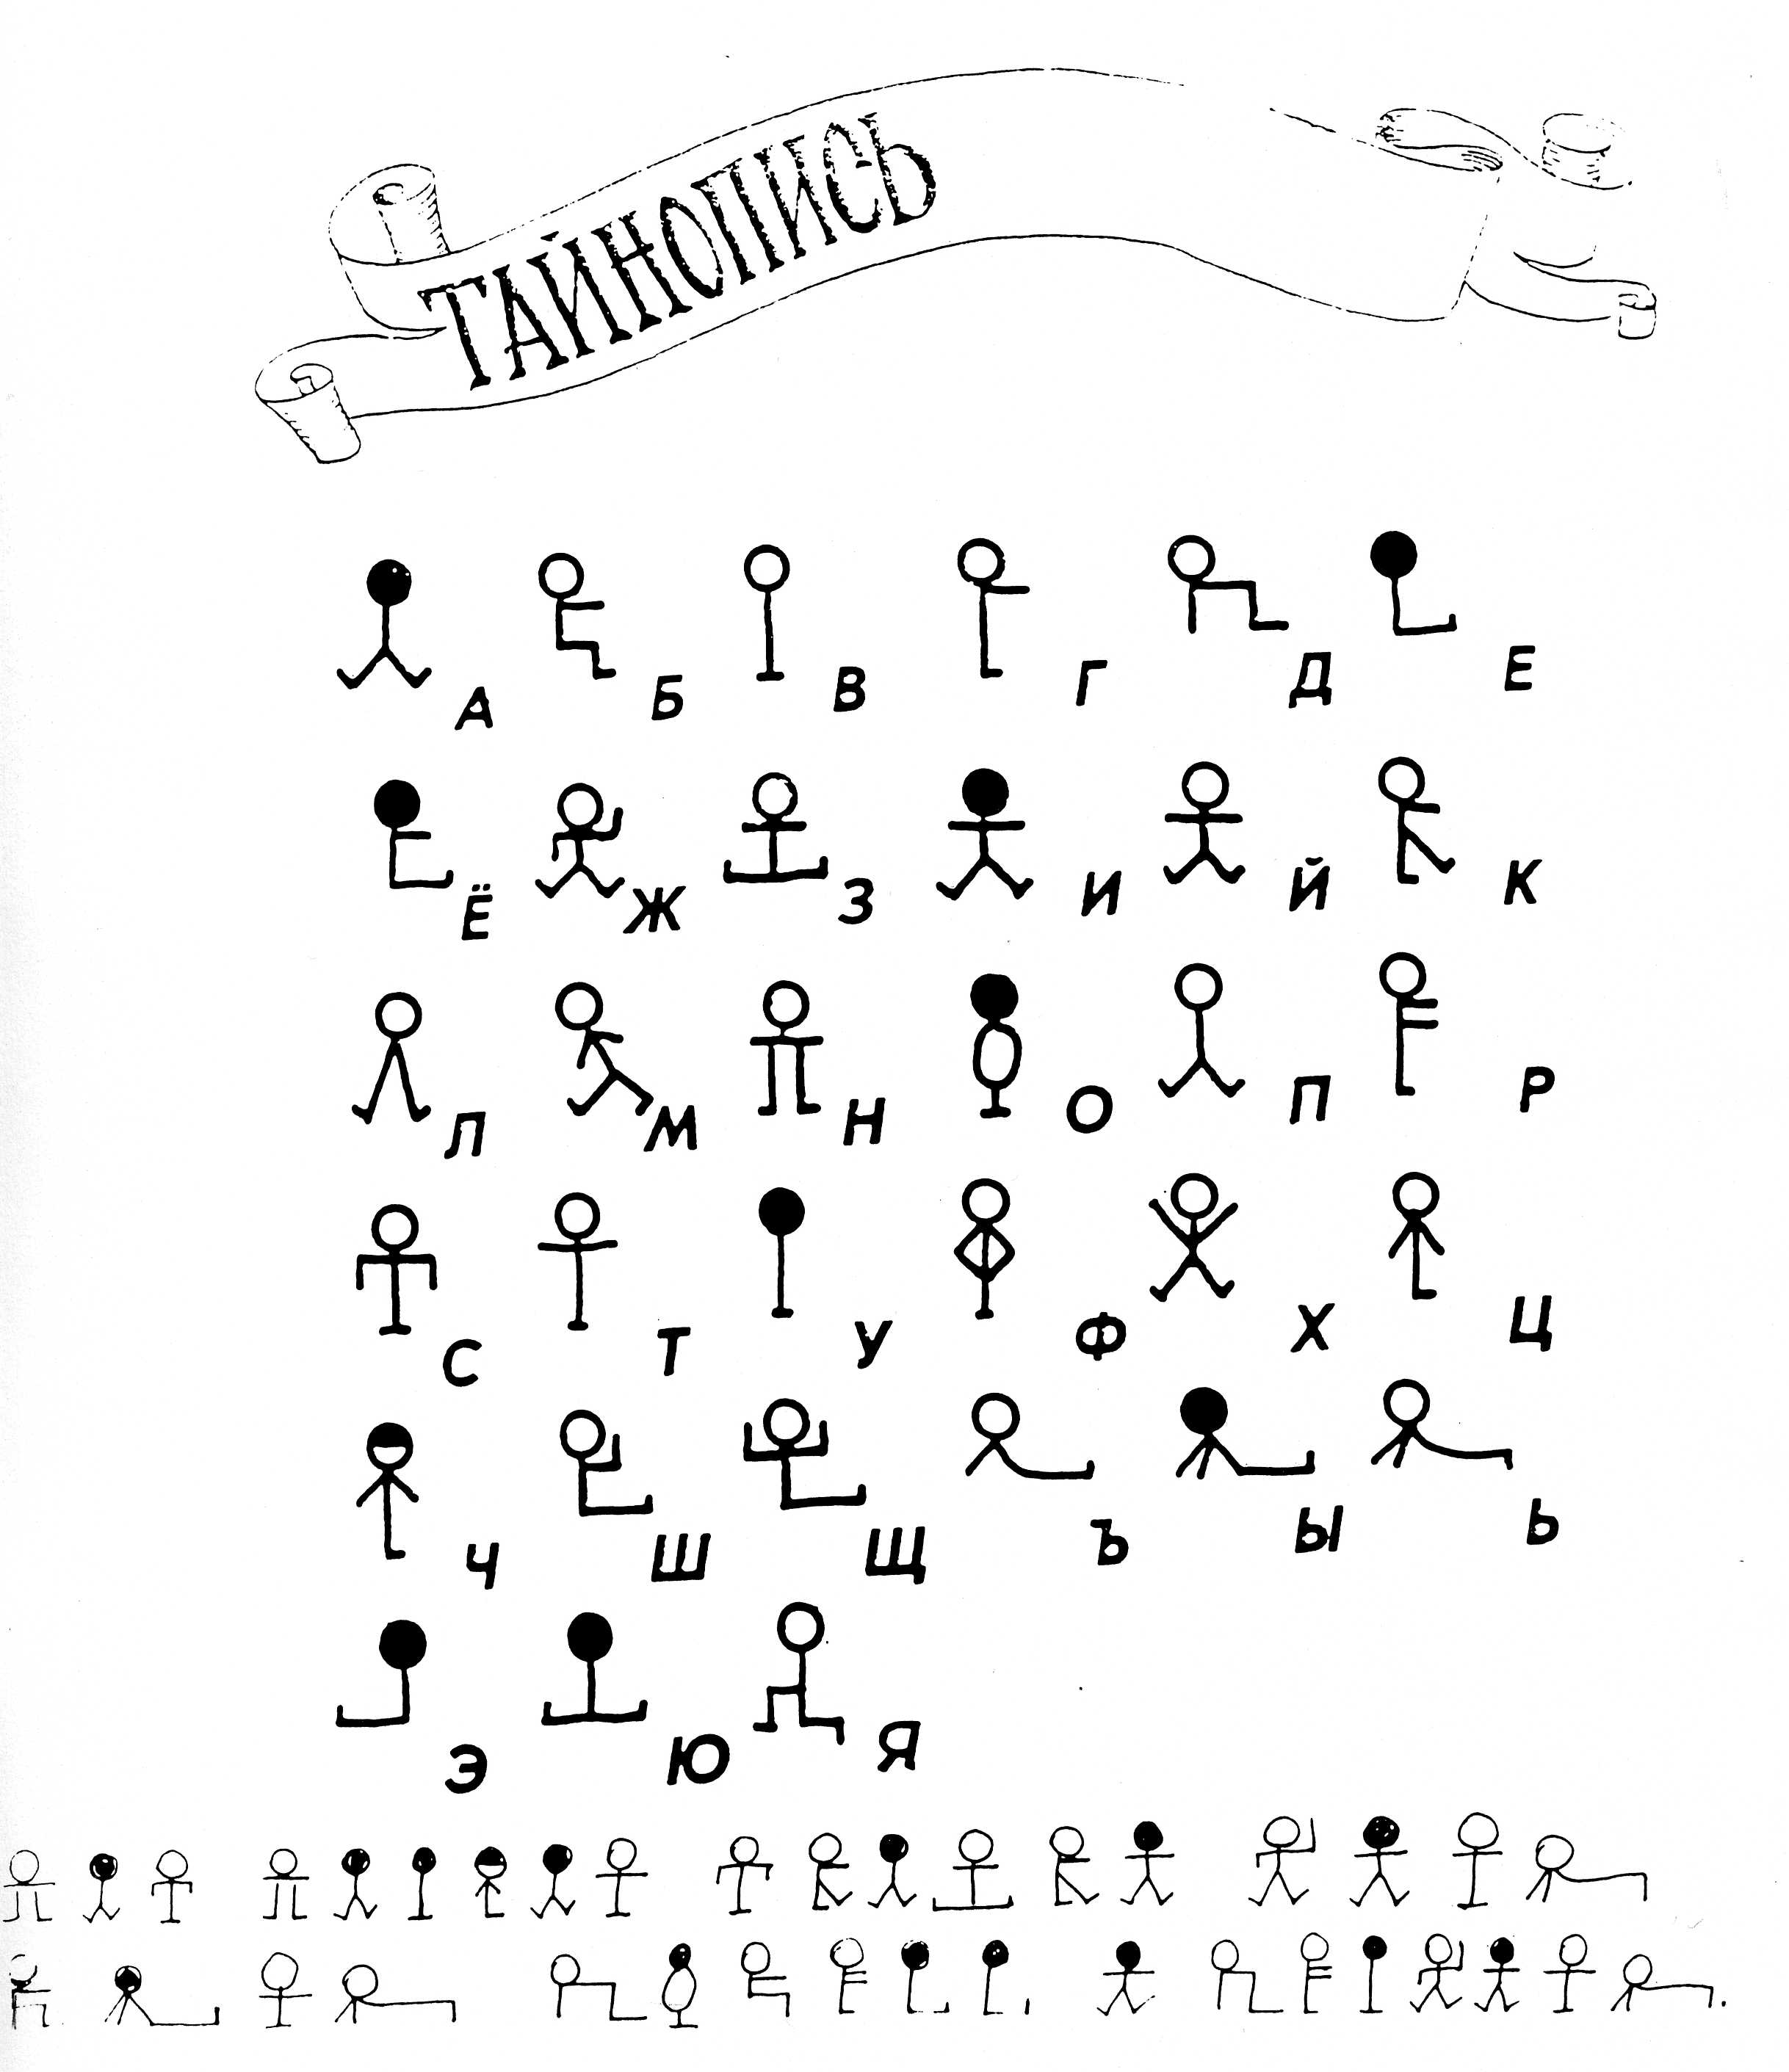 ТАЙНОПИСЬ
А Б В Г Д Е
Ё Ж З И Й К
Л М Н О П Р
С Т У Ф Х Ц
Ч Ш Щ Ъ Ы Ь
Э Ю Я